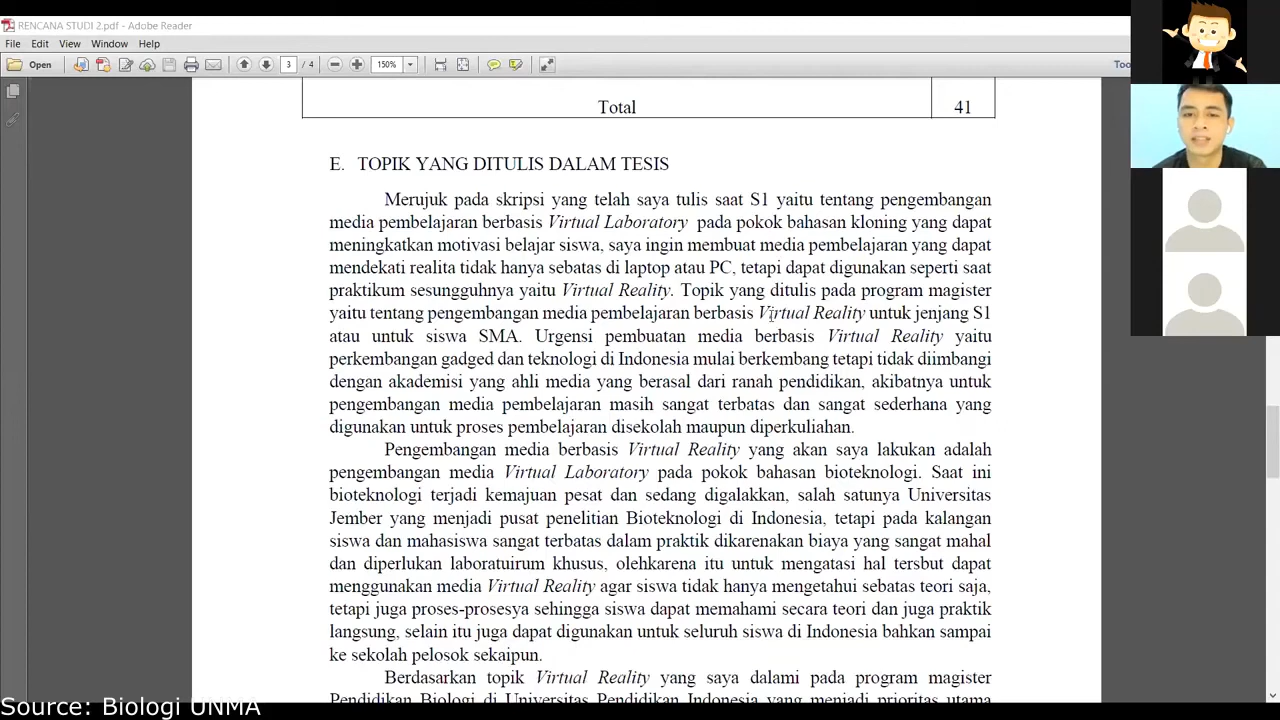 RENCANA STUDI 2.pdf - Adobe Reader
File Edit View Window Help
Open 3 / 4 150% Too
Total 41
E. TOPIK YANG DITULIS DALAM TESIS
Merujuk pada skripsi yang telah saya tulis saat S1 yaitu tentang pengembangan
media pembelajaran berbasis Virtual Laboratory pada pokok bahasan kloning yang dapat
meningkatkan motivasi belajar siswa, saya ingin membuat media pembelajaran yang dapat
mendekati realita tidak hanya sebatas di laptop atau PC, tetapi dapat digunakan seperti saat
praktikum sesungguhnya yaitu Virtual Reality. Topik yang ditulis pada program magister
yaitu tentang pengembangan media pembelajaran berbasis Virtual Reality untuk jenjang S1
atau untuk siswa SMA. Urgensi pembuatan media berbasis Virtual Reality yaitu
perkembangan gadged dan teknologi di Indonesia mulai berkembang tetapi tidak diimbangi
dengan akademisi yang ahli media yang berasal dari ranah pendidikan, akibatnya untuk
pengembangan media pembelajaran masih sangat terbatas dan sangat sederhana yang
digunakan untuk proses pembelajaran disekolah maupun diperkuliahan.
Pengembangan media berbasis Virtual Reality yang akan saya lakukan adalah
pengembangan media Virtual Laboratory pada pokok bahasan bioteknologi. Saat ini
bioteknologi terjadi kemajuan pesat dan sedang digalakkan, salah satunya Universitas
Jember yang menjadi pusat penelitian Bioteknologi di Indonesia, tetapi pada kalangan
siswa dan mahasiswa sangat terbatas dalam praktik dikarenakan biaya yang sangat mahal
dan diperlukan laboratuirum khusus, olehkarena itu untuk mengatasi hal tersbut dapat
menggunakan media Virtual Reality agar siswa tidak hanya mengetahui sebatas teori saja,
tetapi juga proses-prosesya sehingga siswa dapat memahami secara teori dan juga praktik
langsung, selain itu juga dapat digunakan untuk seluruh siswa di Indonesia bahkan sampai
ke sekolah pelosok sekaipun.
Berdasarkan topik Virtual Reality yang saya dalami pada program magister
Pendidikan Biologi di Universitas Pendidikan Indonesia yang menjadi prioritas utama
Source: Biologi UNMA